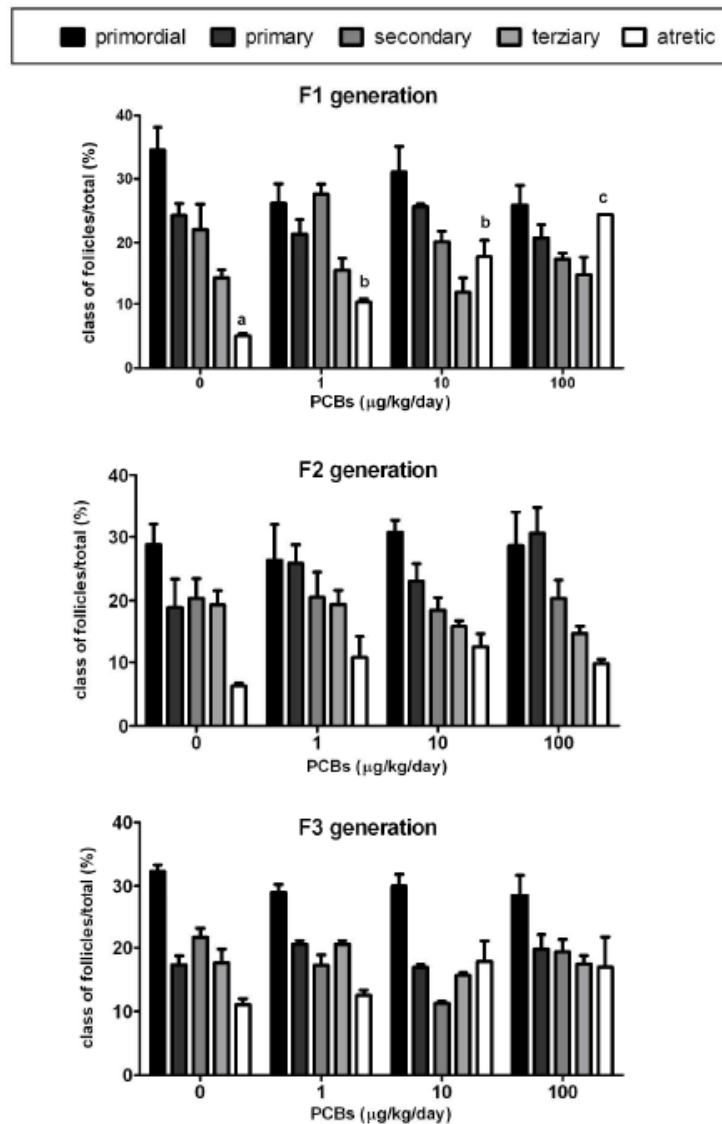 primordial primary secondary terziary atretic
F1 generation
class of follicles/total (%)
40
30
20
10
0
a
b
b
c
0 1 10 100
PCBs (μg/kg/day)
F2 generation
class of follicles/total (%)
40
30
20
10
0
0 1 10 100
PCBs (μg/kg/day)
F3 generation
class of follicles/total (%)
40
30
20
10
0
0 1 10 100
PCBs (μg/kg/day)